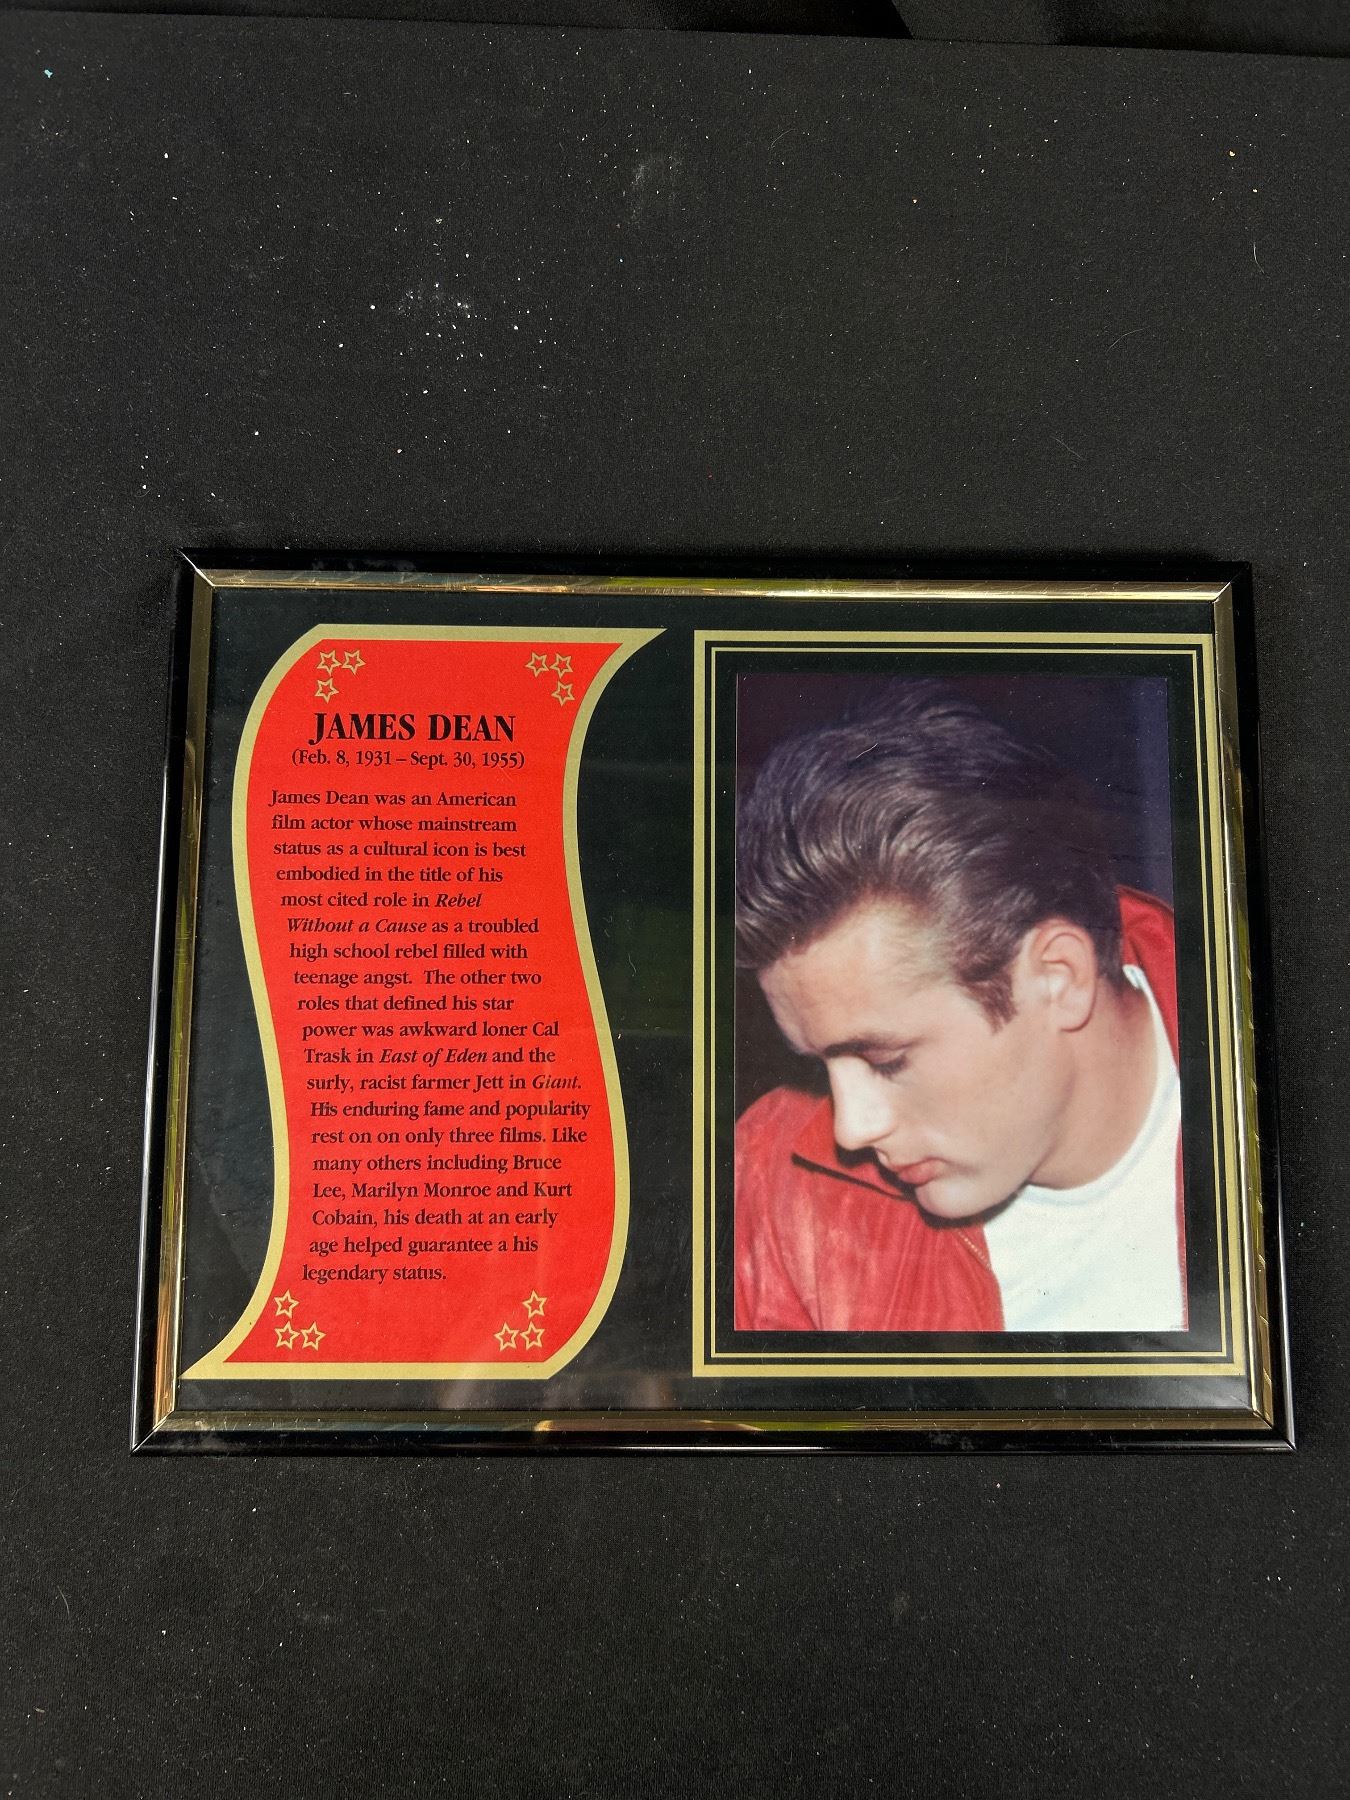 JAMES DEAN
(Feb. 8, 1931 – Sept. 30, 1955)
James Dean was an American
film actor whose mainstream
status as a cultural icon is best
embodied in the title of his
most cited role in Rebel
Without a Cause as a troubled
high school rebel filled with
teenage angst. The other two
roles that defined his star
power was awkward loner Cal
Trask in East of Eden and the
surly, racist farmer Jett in Giant.
His enduring fame and popularity
rest on on only three films. Like
many others including Bruce
Lee, Marilyn Monroe and Kurt
Cobain, his death at an early
age helped guarantee a his
legendary status.